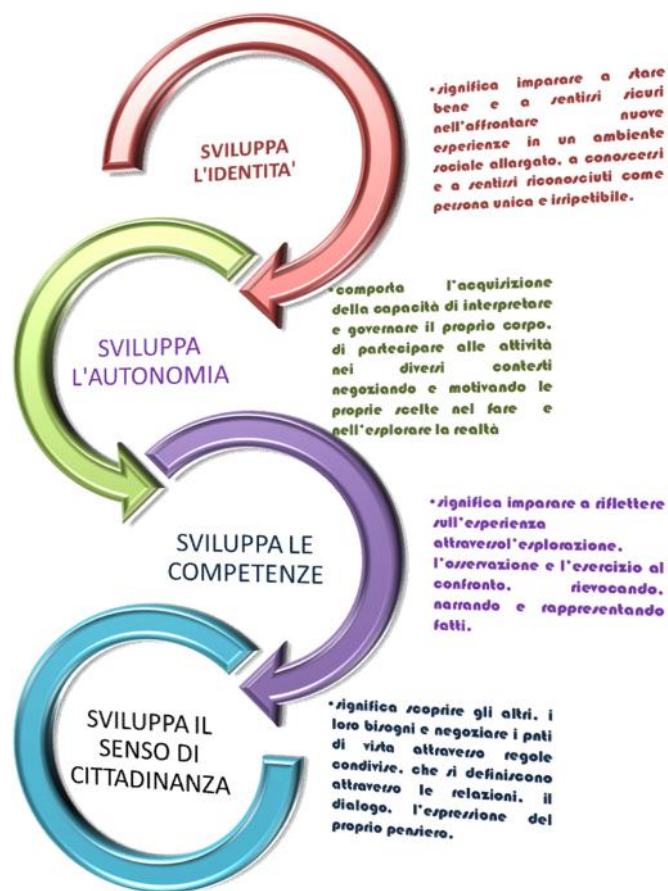 SVILUPPA
L'IDENTITA'
•significa imparare a stare
bene e a sentirsi sicuri
nell'affrontare nuove
esperienze in un ambiente
sociale allargato, a conoscersi
e a sentirsi riconosciuti come
persona unica e irripetibile.
SVILUPPA
L'AUTONOMIA
•comporta l'acquisizione
della capacità di interpretare
e governare il proprio corpo,
di partecipare alle attività
nei diversi contesti
negoziando e motivando le
proprie scelte nel fare e
nell'esplorare la realtà
SVILUPPA LE
COMPETENZE
•significa imparare a riflettere
sull'esperienza
attraversol'esplorazione,
l'osservazione e l'esercizio al
confronto, rievocando,
narrando e rappresentando
fatti.
SVILUPPA IL
SENSO DI
CITTADINANZA
•significa scoprire gli altri, i
loro bisogni e negoziare i pnti
di vista attraverso regole
condivise, che si definiscono
attraverso le relazioni, il
dialogo, l'espressione del
proprio pensiero.